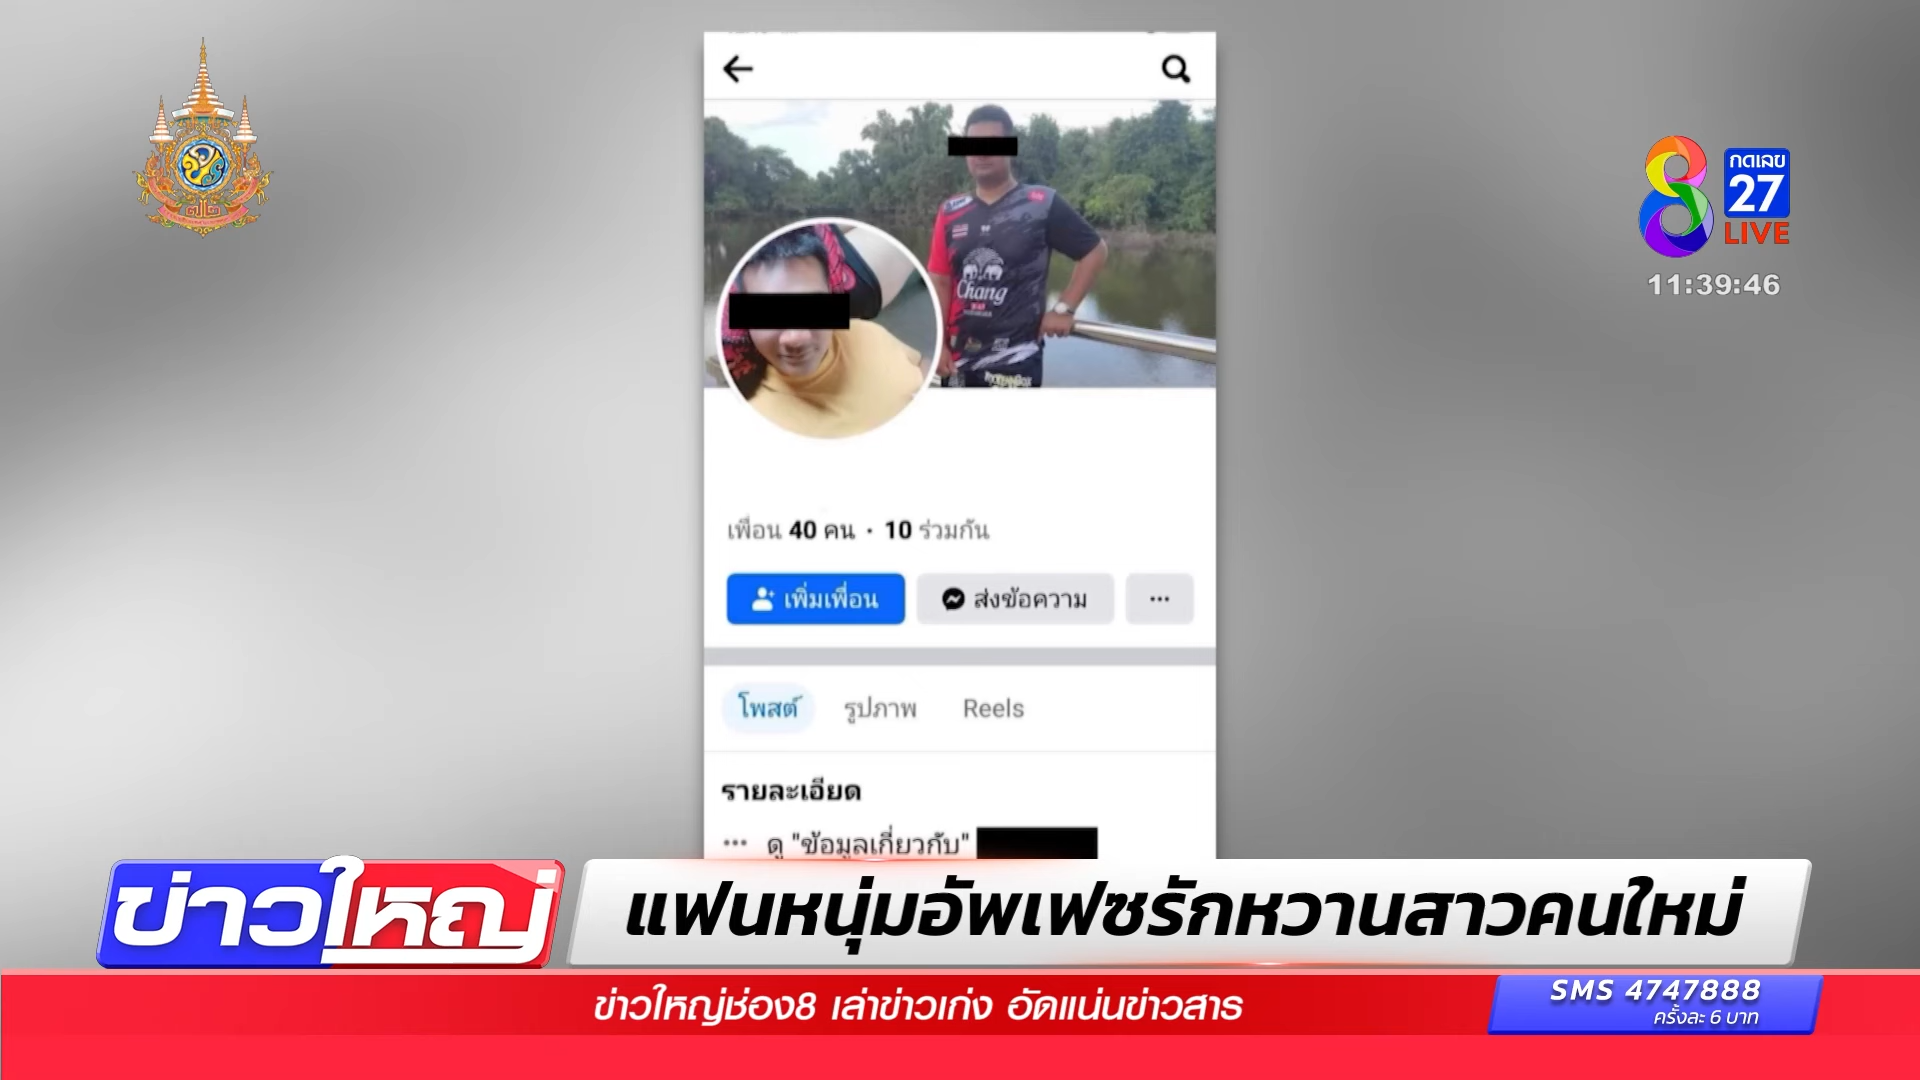 กดเลข
27
LIVE
11:39:46
Chang
เพื่อน 40 คน · 10 ร่วมกัน
เพิ่มเพื่อน
ส่งข้อความ
โพสต์
รูปภาพ
Reels
รายละเอียด
ดู "ข้อมูลเกี่ยวกับ"
ข่าวใหญ่
แฟนหนุ่มอัพเฟซรักหวานสาวคนใหม่
ข่าวใหญ่ช่อง8 เล่าข่าวเก่ง อัดแน่นข่าวสาร
SMS 4747888
ครั้งละ 6 บาท